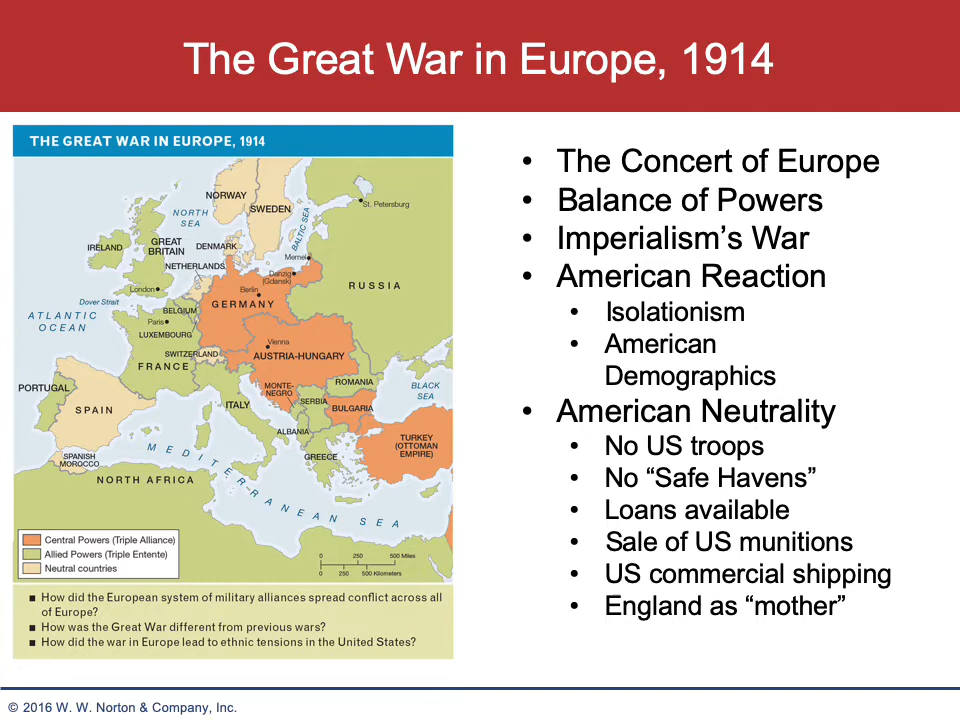 The Great War in Europe, 1914
THE GREAT WAR IN EUROPE, 1914
NORWAY
SWEDEN
St. Petersburg
NORTH
SEA
BALTIC SEA
IRELAND
GREAT
BRITAIN
DENMARK
Memel
NETHERLANDS
Danzig
(Gdansk)
RUSSIA
London
Berlin
Dover Strait
GERMANY
BELGIUM
ATLANTIC
OCEAN
Paris
LUXEMBOURG
Vienna
SWITZERLAND
AUSTRIA-HUNGARY
FRANCE
ROMANIA
PORTUGAL
MONTE-
NEGRO
BLACK
SEA
SPAIN
ITALY
SERBIA
BULGARIA
ALBANIA
TURKEY
(OTTOMAN
EMPIRE)
SPANISH
MOROCCO
GREECE
MEDITERRANEAN SEA
NORTH AFRICA
Central Powers (Triple Alliance)
Allied Powers (Triple Entente)
Neutral countries
0 250 500 Miles
0 250 500 Kilometers
■ How did the European system of military alliances spread conflict across all
of Europe?
■ How was the Great War different from previous wars?
■ How did the war in Europe lead to ethnic tensions in the United States?
• The Concert of Europe
• Balance of Powers
• Imperialism’s War
• American Reaction
• Isolationism
• American
Demographics
• American Neutrality
• No US troops
• No “Safe Havens”
• Loans available
• Sale of US munitions
• US commercial shipping
• England as “mother”
© 2016 W. W. Norton & Company, Inc.